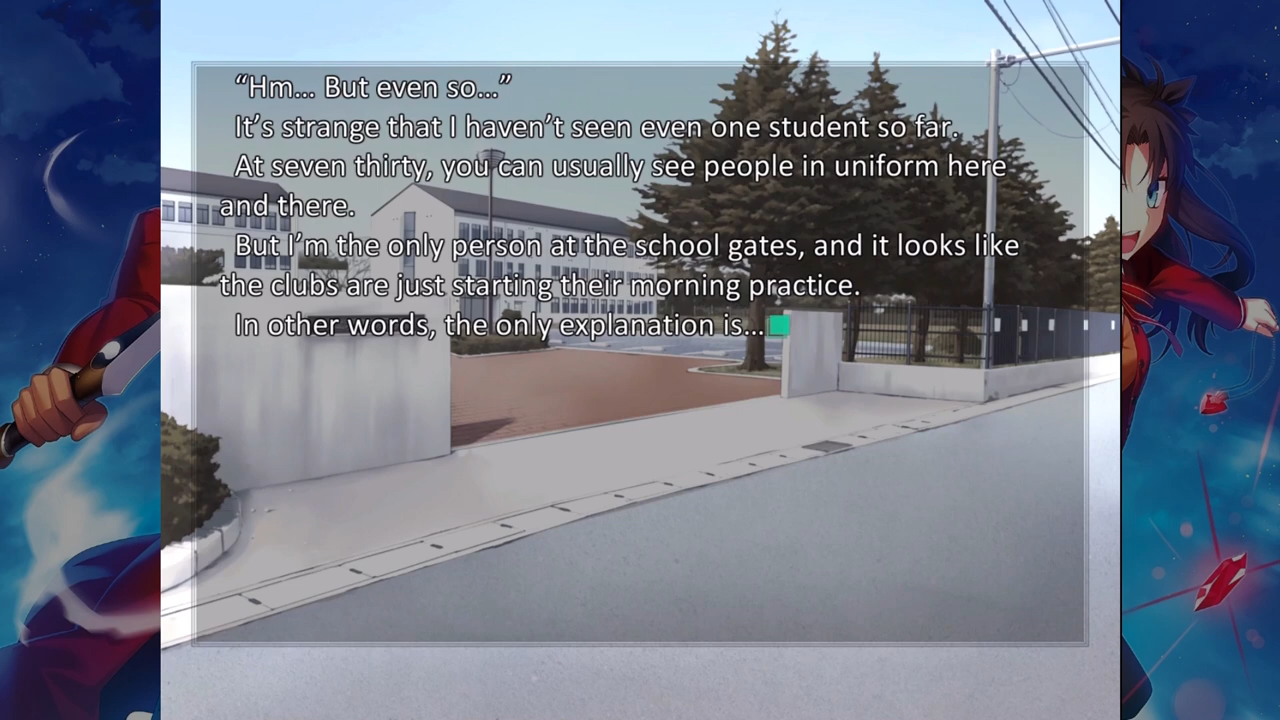 “Hm... But even so...”
It’s strange that I haven’t seen even one student so far.
At seven thirty, you can usually see people in uniform here
and there.
But I’m the only person at the school gates, and it looks like
the clubs are just starting their morning practice.
In other words, the only explanation is...